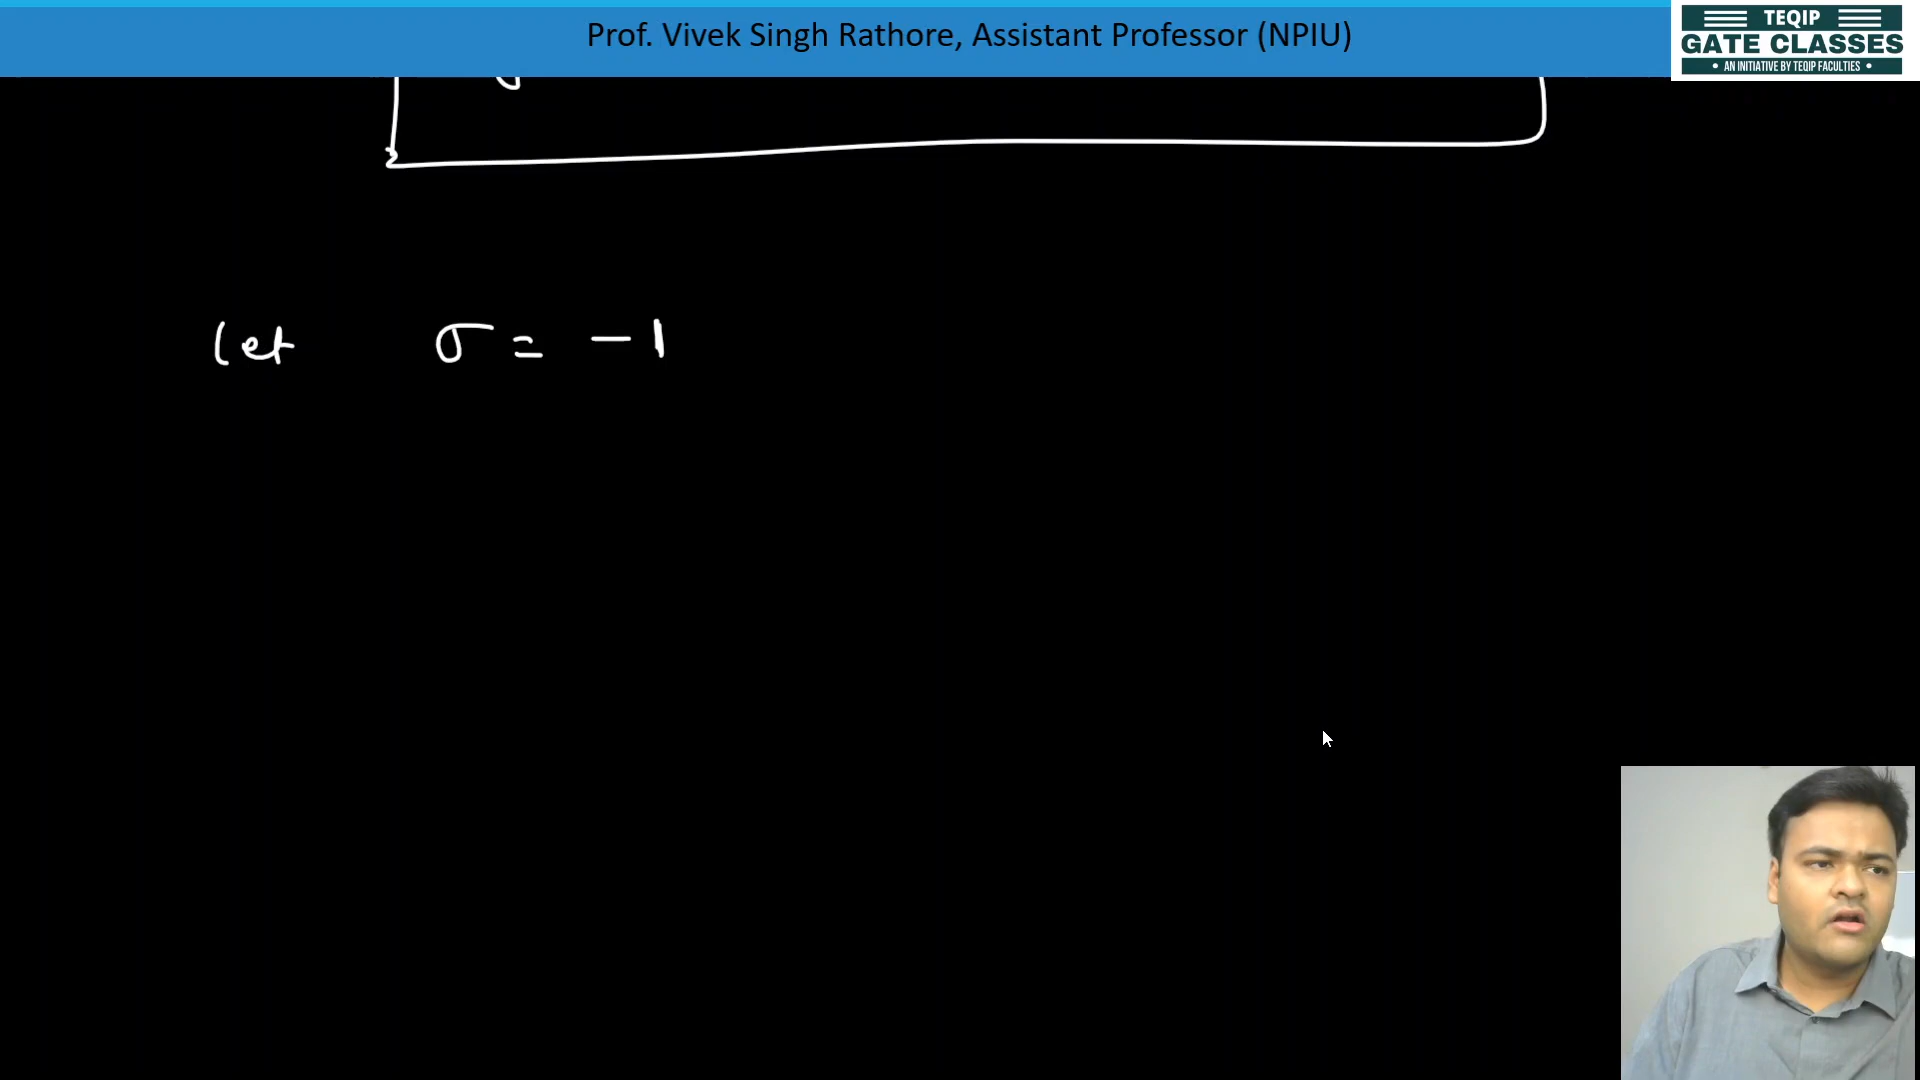 Prof. Vivek Singh Rathore, Assistant Professor (NPIU)
TEQIP
GATE CLASSES
• AN INITIATIVE BY TEQIP FACULTIES •
let σ = -1